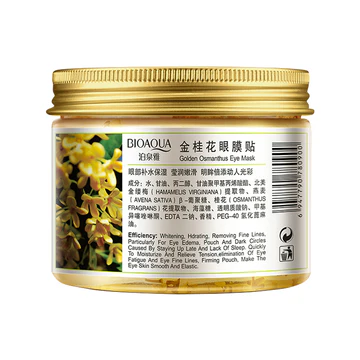 BIOAQUA
泊泉雅
金桂花眼膜贴
Golden Osmanthus Eye Mask
眼部补水保湿 莹润嫩滑 明眸倍添动人光彩
成分：水、甘油、丙二醇、甘油聚甲基丙烯酸酯、北美
金缕梅（HAMAMELIS VIRGINIANA）提取物、燕麦
（AVENA SATIVA）β-葡聚糖、桂花（OSMANTHUS
FRAGRANS）花提取物、海藻糖、透明质酸钠、甲基
异噻唑啉酮、EDTA 二钠、香精、PEG-40 氢化蓖麻
油。
Efficiency: Whitening, Hdrating, Removing Fine Lines,
Particularly For Eye Edema, Pouch And Dark Circles
Caused By Staying Up Late And Lack Of Sleep. Quickly
To Moisturize And Relieve Tension,elimination Of Eye
Fatigue And Eye Fine Lines, Firming Pouch, Make The
Eye Skin Smooth And Elastic.
6947790788900